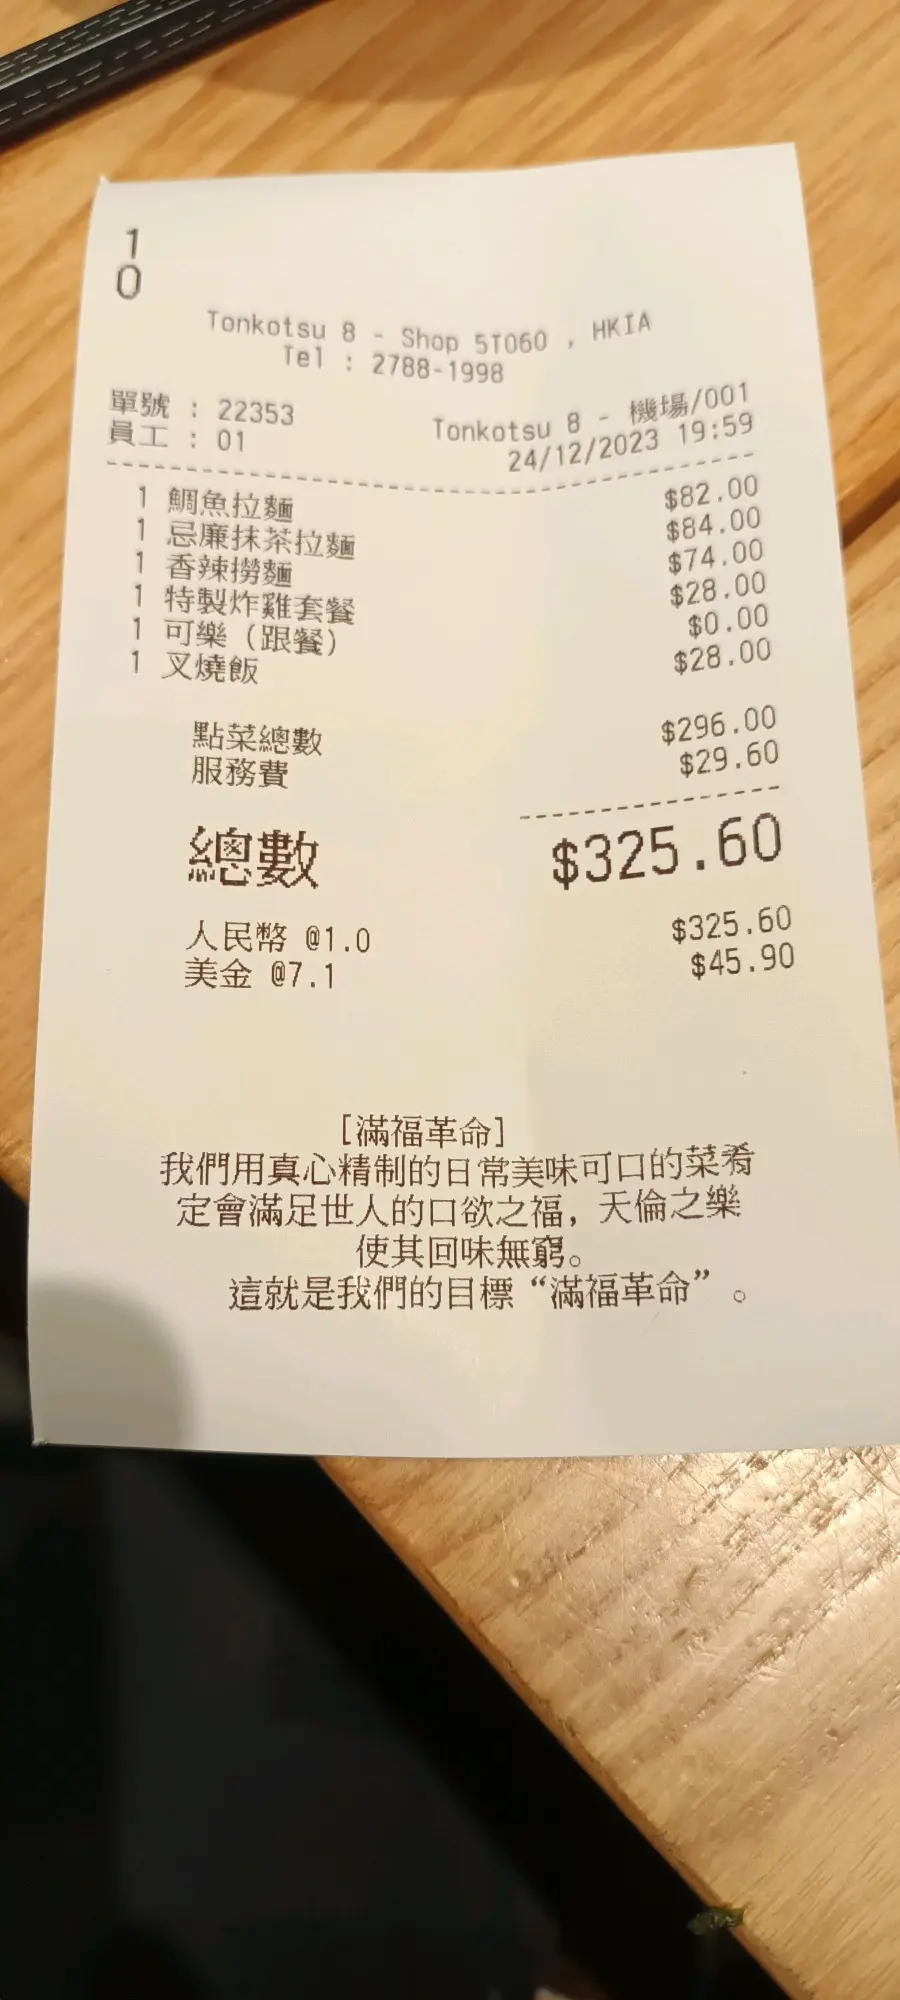 1
0
Tonkotsu 8 - Shop 5T060 , HKIA
Tel : 2788-1998
單號 : 22353 Tonkotsu 8 - 機場/001
員工 : 01 24/12/2023 19:59
1 鯛魚拉麵 $82.00
1 忌廉抹茶拉麵 $84.00
1 香辣撈麵 $74.00
1 特製炸雞套餐 $28.00
1 可樂（跟餐） $0.00
1 叉燒飯 $28.00
點菜總數 $296.00
服務費 $29.60
總數 $325.60
人民幣 @1.0 $325.60
美金 @7.1 $45.90
[滿福革命]
我們用真心精制的日常美味可口的菜肴
定會滿足世人的口欲之福，天倫之樂
使其回味無窮。
這就是我們的目標“滿福革命”。